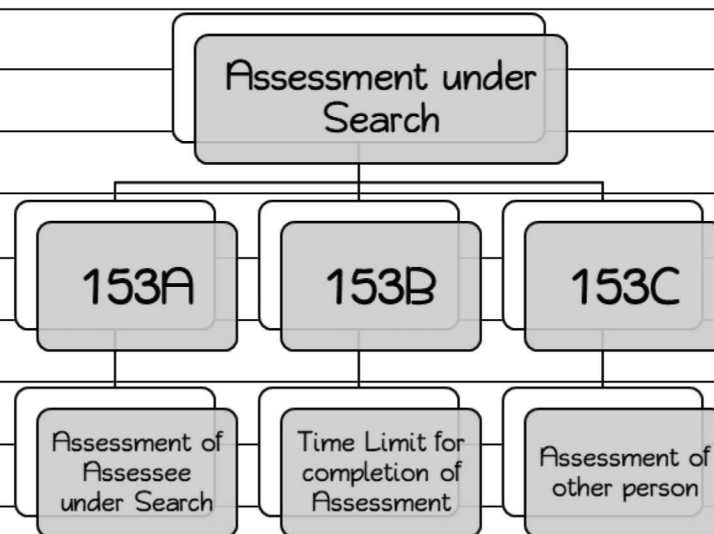 Assessment under
Search
153A
153B
153C
Assessment of
Assessee
under Search
Time Limit for
completion of
Assessment
Assessment of
other person